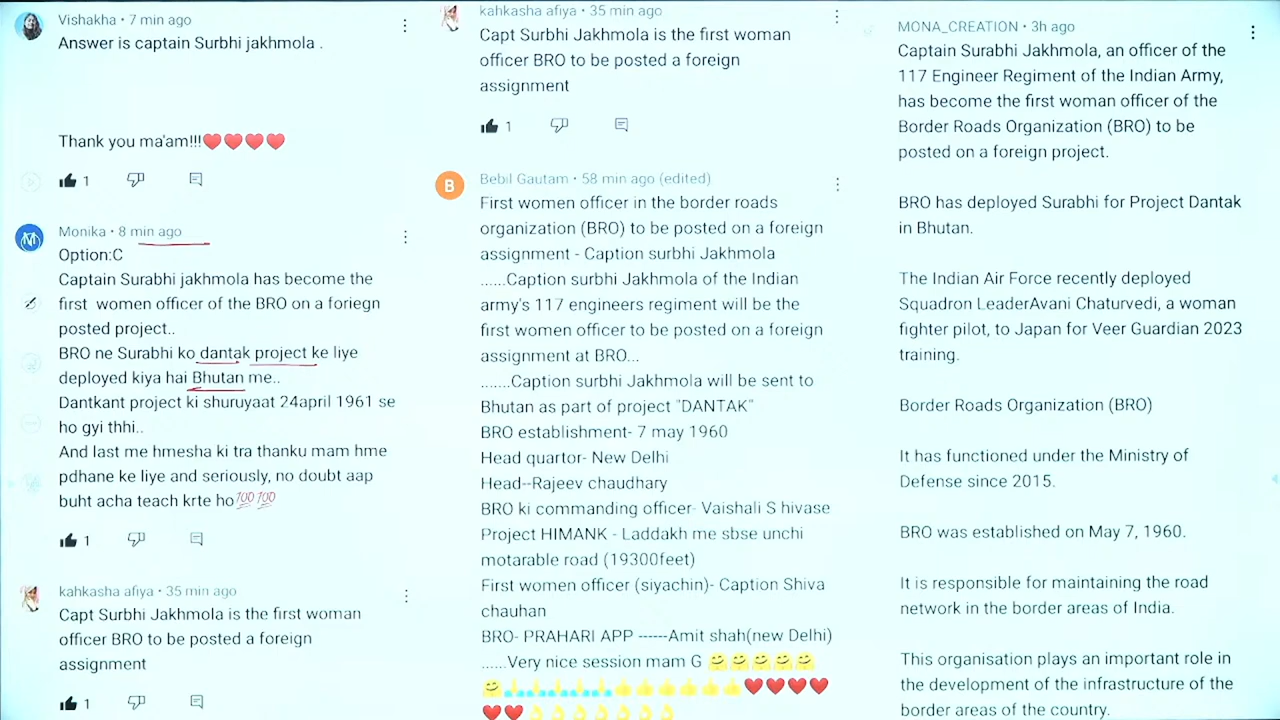 Vishakha • 7 min ago
Answer is captain Surbhi jakhmola .
Thank you ma'am!!!❤️❤️❤️❤️
1
Monika • 8 min ago
Option:C
Captain Surabhi jakhmola has become the
first women officer of the BRO on a foriegn
posted project..
BRO ne Surabhi ko dantak project ke liye
deployed kiya hai Bhutan me..
Dantkant project ki shuruyaat 24april 1961 se
ho gyi thhi..
And last me hmesha ki tra thanku mam hme
pdhane ke liye and seriously, no doubt aap
buht acha teach krte ho💯💯
1
kahkasha afiya • 35 min ago
Capt Surbhi Jakhmola is the first woman
officer BRO to be posted a foreign
assignment
1
kahkasha afiya • 35 min ago
Capt Surbhi Jakhmola is the first woman
officer BRO to be posted a foreign
assignment
1
B
Bebil Gautam • 58 min ago (edited)
First women officer in the border roads
organization (BRO) to be posted on a foreign
assignment - Caption surbhi Jakhmola
......Caption surbhi Jakhmola of the Indian
army's 117 engineers regiment will be the
first women officer to be posted on a foreign
assignment at BRO...
.......Caption surbhi Jakhmola will be sent to
Bhutan as part of project "DANTAK"
BRO establishment- 7 may 1960
Head quartor- New Delhi
Head--Rajeev chaudhary
BRO ki commanding officer- Vaishali S hivase
Project HIMANK - Laddakh me sbse unchi
motarable road (19300feet)
First women officer (siyachin)- Caption Shiva
chauhan
BRO- PRAHARI APP ------Amit shah(new Delhi)
......Very nice session mam G 🤗🤗🤗🤗🤗
🤗🙏🙏🙏🙏🙏👍👍👍👍👍👍❤️❤️❤️❤️
❤️❤️👌👌👌👌👌👌
MONA_CREATION • 3h ago
Captain Surabhi Jakhmola, an officer of the
117 Engineer Regiment of the Indian Army,
has become the first woman officer of the
Border Roads Organization (BRO) to be
posted on a foreign project.
BRO has deployed Surabhi for Project Dantak
in Bhutan.
The Indian Air Force recently deployed
Squadron LeaderAvani Chaturvedi, a woman
fighter pilot, to Japan for Veer Guardian 2023
training.
Border Roads Organization (BRO)
It has functioned under the Ministry of
Defense since 2015.
BRO was established on May 7, 1960.
It is responsible for maintaining the road
network in the border areas of India.
This organisation plays an important role in
the development of the infrastructure of the
border areas of the country.